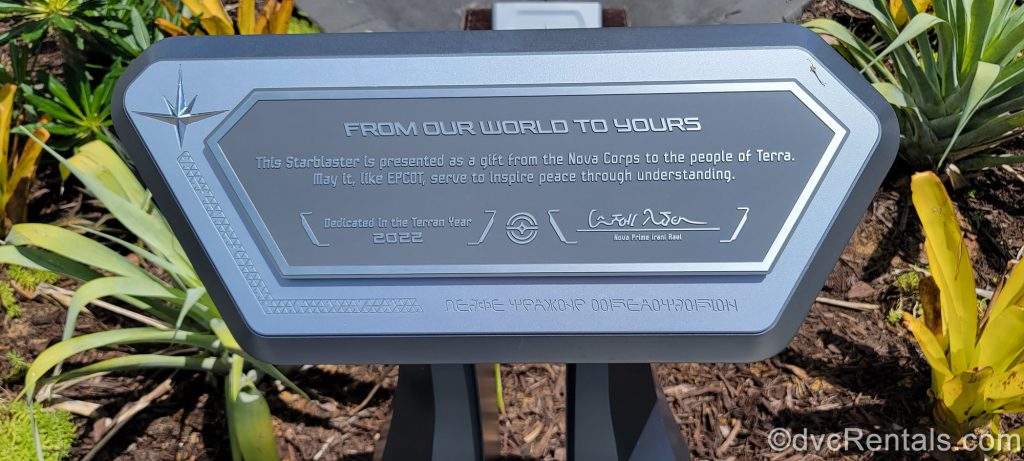 FROM OUR WORLD TO YOURS
This Starblaster is presented as a gift from the Nova Corps to the people of Terra.
May it, like EPCOT, serve to inspire peace through understanding.
Dedicated in the Terran Year
2022
Nova Prime Irani Rael
©dvcRentals.com